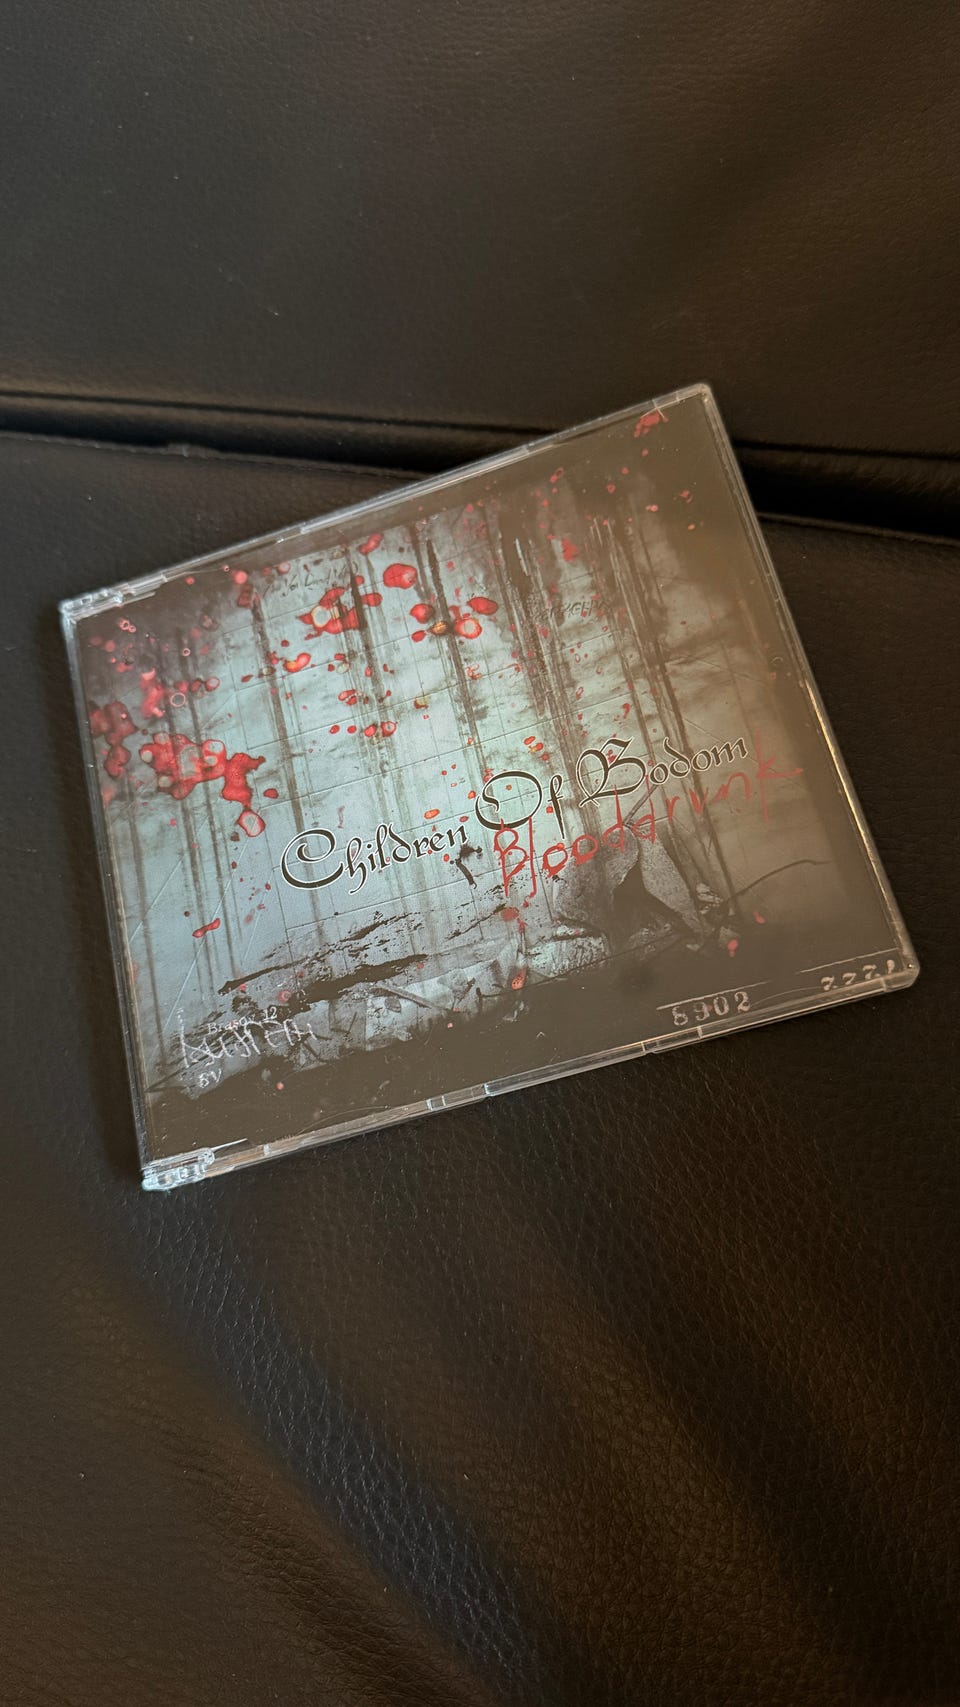 Children Of Bodom
Blooddrunk
8902